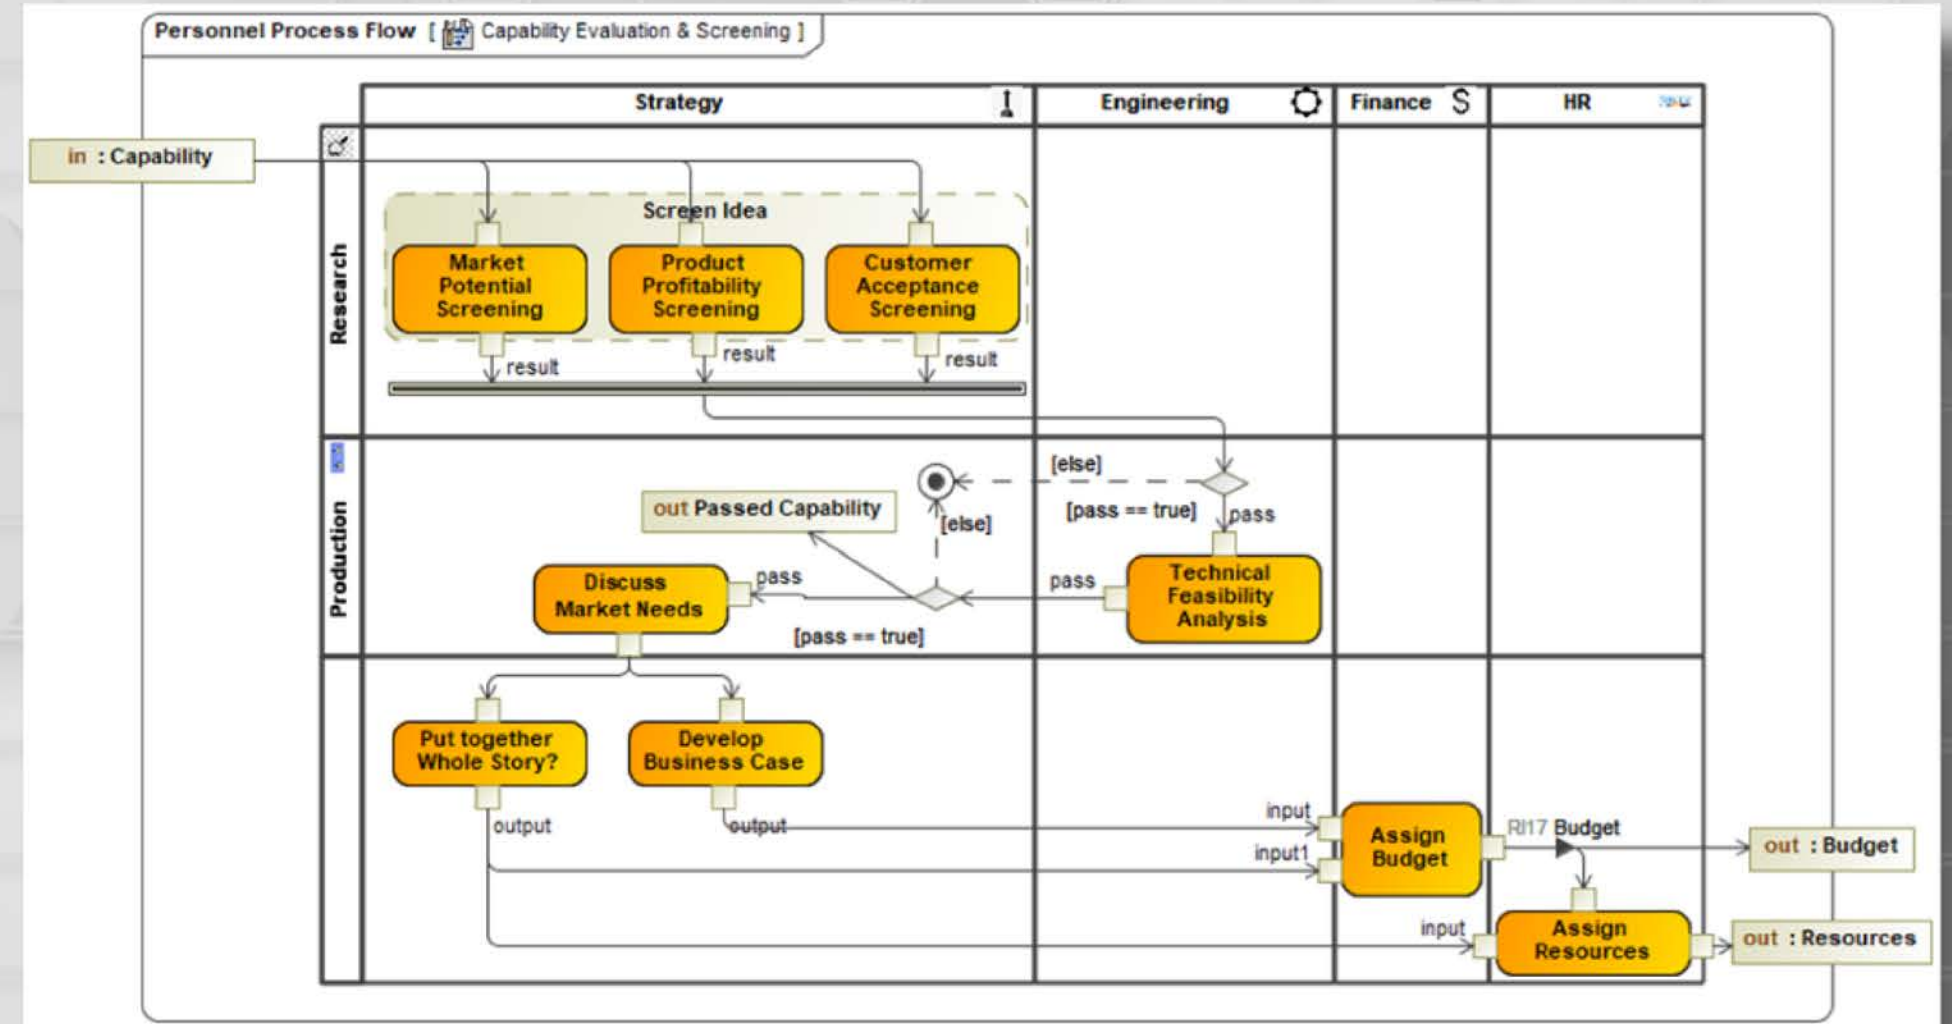 Personnel Process Flow [ Capability Evaluation & Screening ]
Strategy
Engineering
Finance $
HR
in : Capability
Research
Screen Idea
Market
Potential
Screening
Product
Profitability
Screening
Customer
Acceptance
Screening
result
result
result
Production
[else]
out Passed Capability
[else]
[pass == true]
pass
Discuss
Market Needs
pass
pass
Technical
Feasibility
Analysis
[pass == true]
Put together
Whole Story?
Develop
Business Case
output
output
input
input1
Assign
Budget
RI17 Budget
out : Budget
input
Assign
Resources
out : Resources